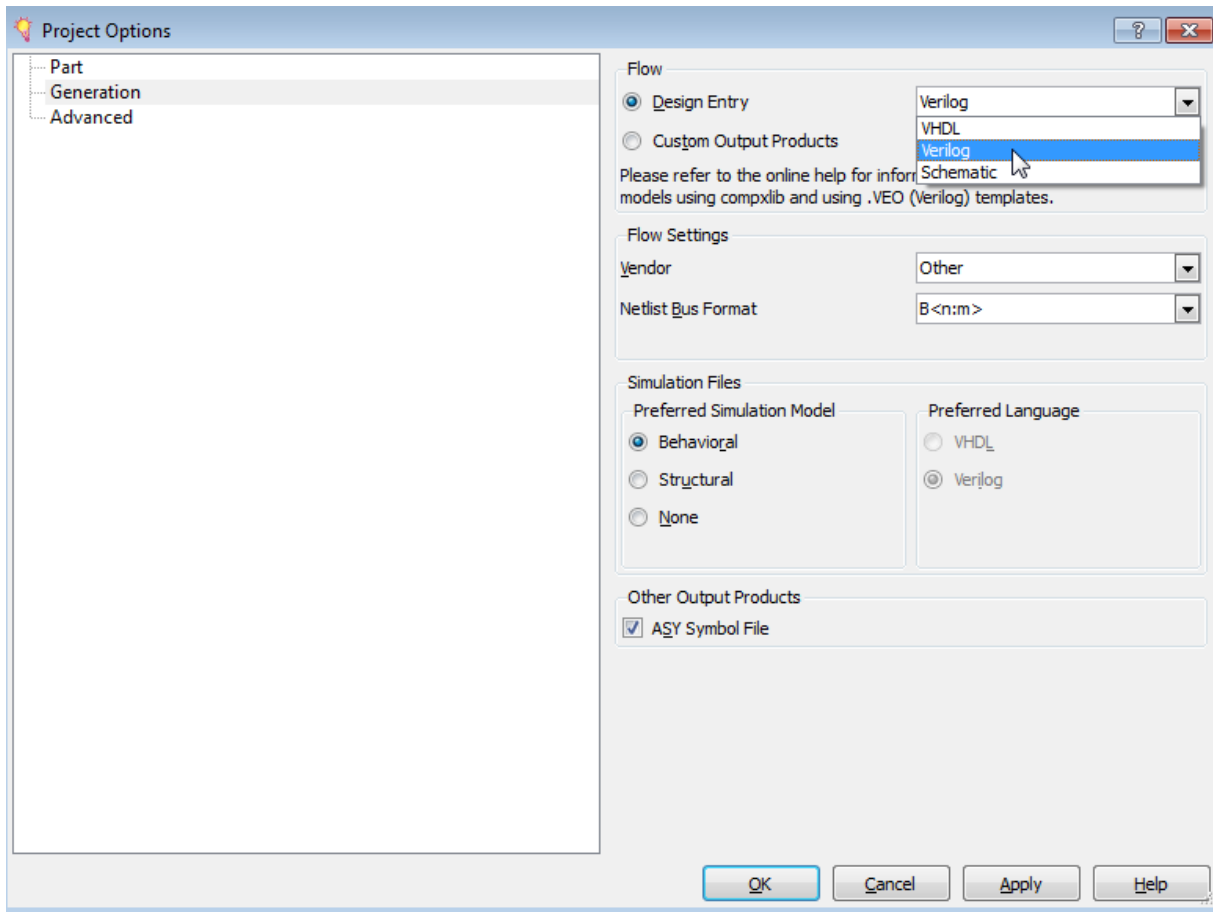 Project Options
Part
Generation
Advanced
Flow
Design Entry
Verilog
VHDL
Verilog
Schematic
Custom Output Products
Please refer to the online help for infor
models using compxlib and using .VEO (Verilog) templates.
Flow Settings
Vendor
Other
Netlist Bus Format
B<n:m>
Simulation Files
Preferred Simulation Model
Behavioral
Structural
None
Preferred Language
VHDL
Verilog
Other Output Products
ASY Symbol File
OK
Cancel
Apply
Help